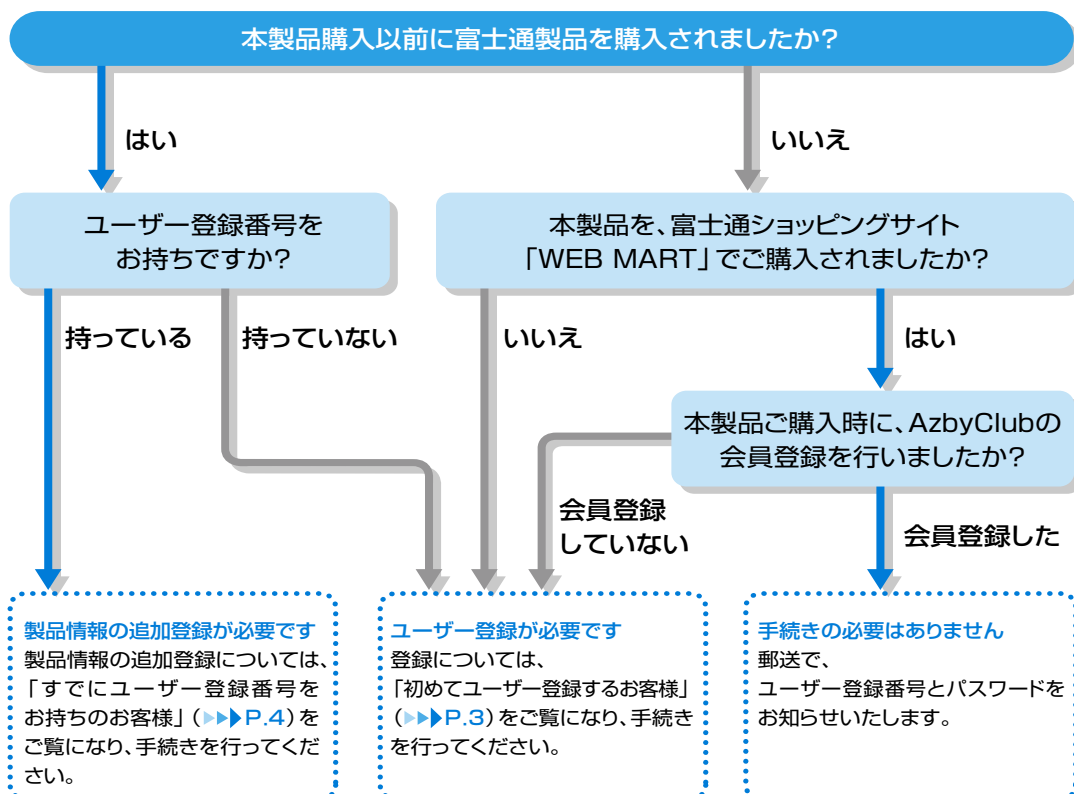 本製品購入以前に富士通製品を購入されましたか?
はい
いいえ
ユーザー登録番号を
お持ちですか?
本製品を、富士通ショッピングサイト
「WEB MART」でご購入されましたか?
持っている
持っていない
いいえ
はい
本製品ご購入時に、AzbyClubの
会員登録を行いましたか?
会員登録
していない
会員登録した
製品情報の追加登録が必要です
製品情報の追加登録については、
「すでにユーザー登録番号を
お持ちのお客様」(▶▶▶P.4)を
ご覧になり、手続きを行ってくだ
さい。
ユーザー登録が必要です
登録については、
「初めてユーザー登録するお客様」
(▶▶▶P.3)をご覧になり、手続き
を行ってください。
手続きの必要はありません
郵送で、
ユーザー登録番号とパスワードを
お知らせいたします。